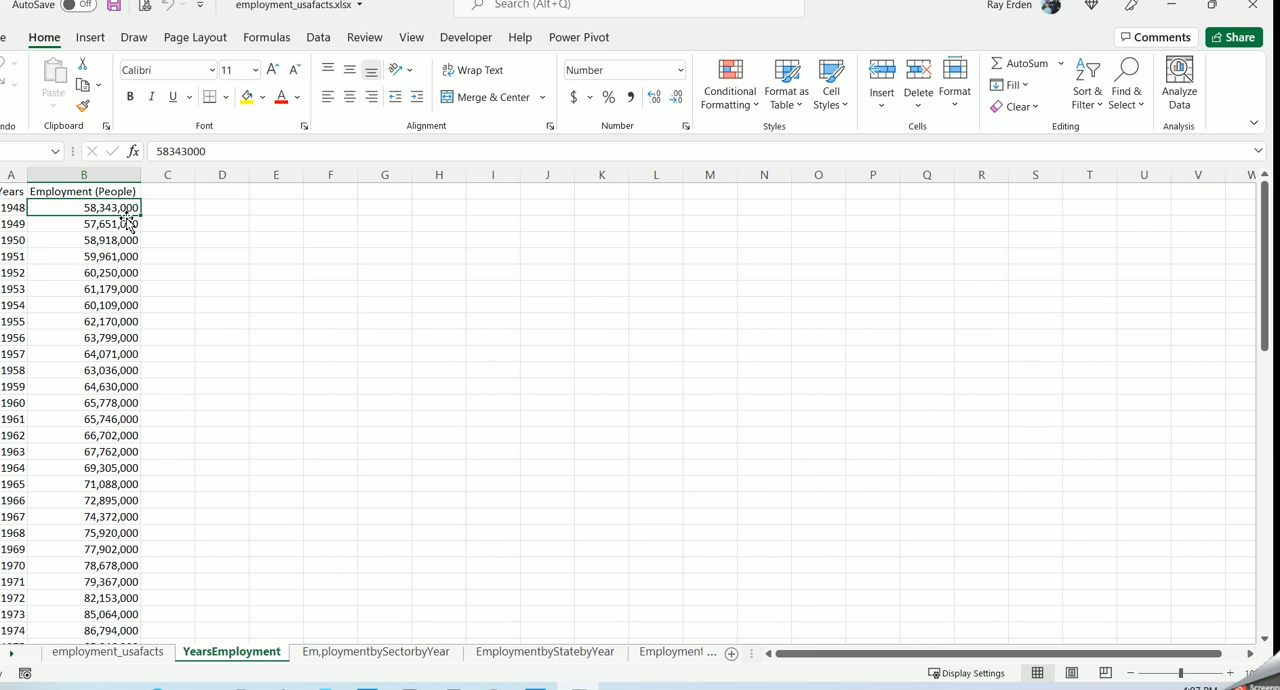 AutoSave Off employment_usafacts.xlsx Search (Alt+Q) Ray Erden
Home Insert Draw Page Layout Formulas Data Review View Developer Help Power Pivot Comments Share
Paste Calibri 11 Wrap Text Number Conditional Formatting Format as Table Cell Styles Insert Delete Format AutoSum Fill Clear Sort & Filter Find & Select Analyze Data
B I U A Merge & Center $ %
Clipboard Font Alignment Number Styles Cells Editing Analysis
fx 58343000
A B C D E F G H I J K L M N O P Q R S T U V W
Years Employment (People)
1948 58,343,000
1949 57,651,000
1950 58,918,000
1951 59,961,000
1952 60,250,000
1953 61,179,000
1954 60,109,000
1955 62,170,000
1956 63,799,000
1957 64,071,000
1958 63,036,000
1959 64,630,000
1960 65,778,000
1961 65,746,000
1962 66,702,000
1963 67,762,000
1964 69,305,000
1965 71,088,000
1966 72,895,000
1967 74,372,000
1968 75,920,000
1969 77,902,000
1970 78,678,000
1971 79,367,000
1972 82,153,000
1973 85,064,000
1974 86,794,000
employment_usafacts YearsEmployment Em,ploymentbySectorbyYear EmploymentbyStatebyYear Employment ...
Display Settings
4:07 PM